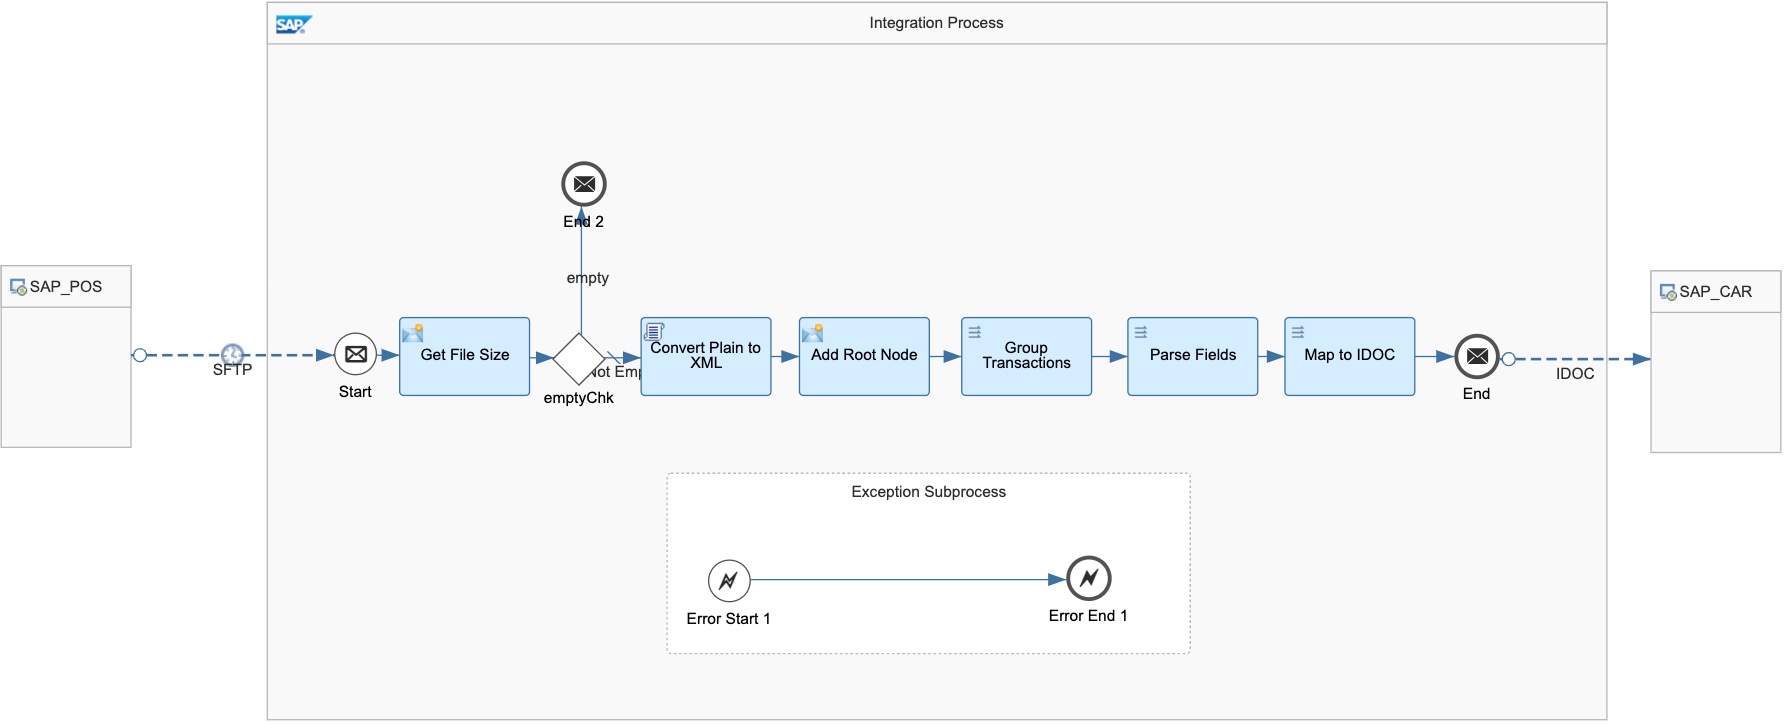 SAP
Integration Process
End 2
empty
SAP_POS
SFTP
Start
Get File Size
Not Emp
emptyChk
Convert Plain to
XML
Add Root Node
Group
Transactions
Parse Fields
Map to IDOC
End
IDOC
SAP_CAR
Exception Subprocess
Error Start 1
Error End 1